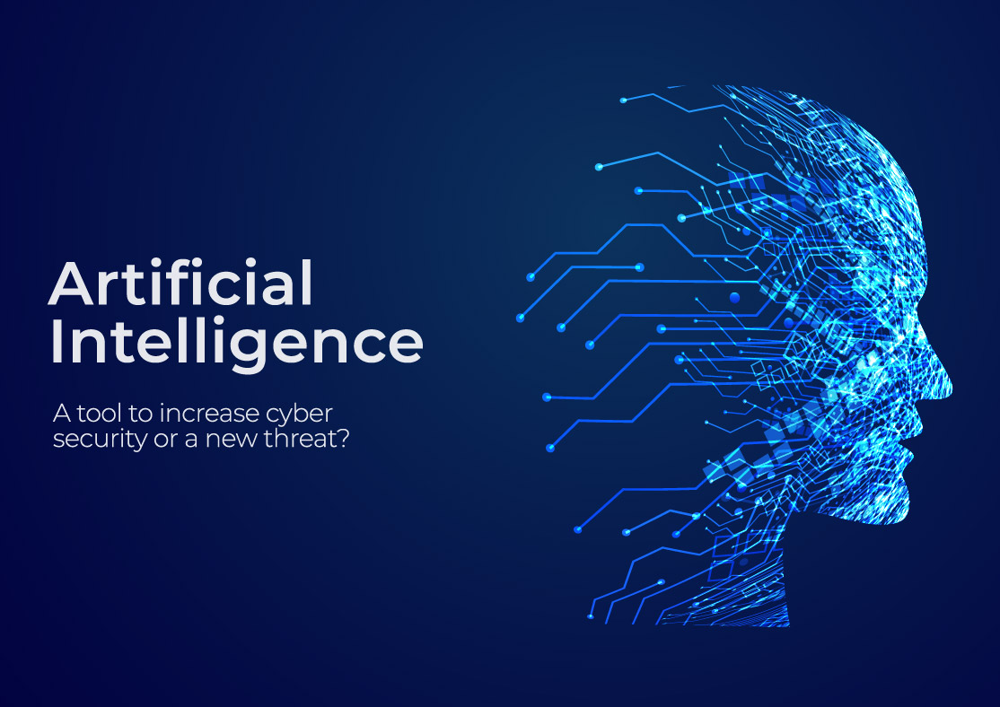 Artificial
Intelligence
A tool to increase cyber
security or a new threat?